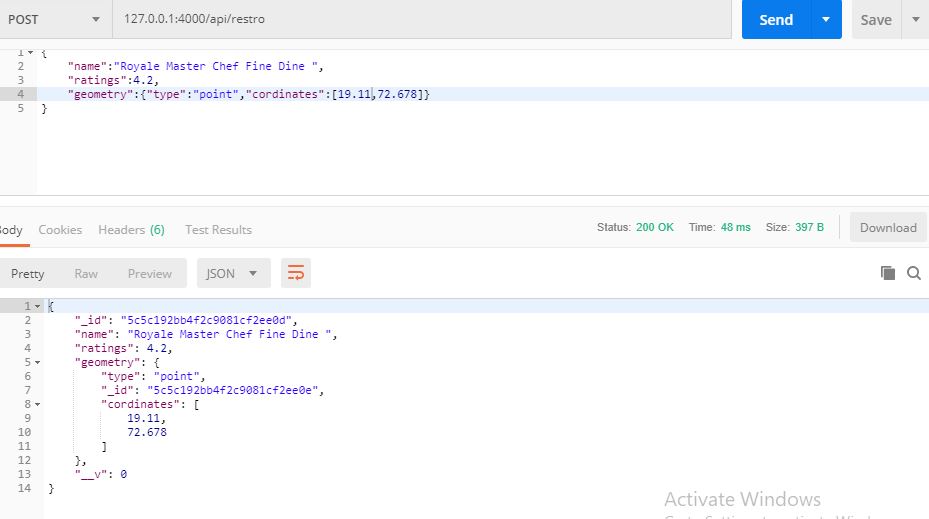 POST 127.0.0.1:4000/api/restro Send Save
1 {
2 "name":"Royale Master Chef Fine Dine ",
3 "ratings":4.2,
4 "geometry":{"type":"point","cordinates":[19.11,72.678]}
5 }
Body Cookies Headers (6) Test Results Status: 200 OK Time: 48 ms Size: 397 B Download
Pretty Raw Preview JSON
1 {
2 "_id": "5c5c192bb4f2c9081cf2ee0d",
3 "name": "Royale Master Chef Fine Dine ",
4 "ratings": 4.2,
5 "geometry": {
6 "type": "point",
7 "_id": "5c5c192bb4f2c9081cf2ee0e",
8 "cordinates": [
9 19.11,
10 72.678
11 ]
12 },
13 "__v": 0
14 }
Activate Windows